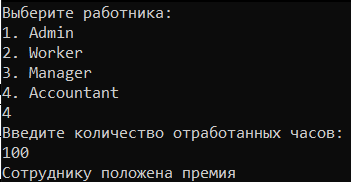 Выберите работника:
1. Admin
2. Worker
3. Manager
4. Accountant
4
Введите количество отработанных часов:
100
Сотруднику положена премия